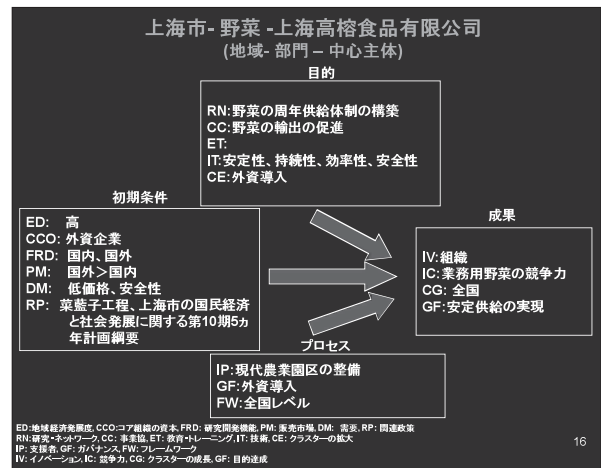 上海市- 野菜 -上海高榕食品有限公司
(地域- 部門 – 中心主体)
目的
RN:野菜の周年供給体制の構築
CC:野菜の輸出の促進
ET:
IT:安定性、持続性、効率性、安全性
CE:外資導入
初期条件
ED: 高
CCO: 外資企業
FRD: 国内、国外
PM: 国外＞国内
DM: 低価格、安全性
RP: 菜藍子工程、上海市の国民経済
と社会発展に関する第10期5ヵ
年計画綱要
成果
IV:組織
IC:業務用野菜の競争力
CG: 全国
GF:安定供給の実現
プロセス
IP:現代農業園区の整備
GF:外資導入
FW:全国レベル
ED:地域経済発展度, CCO:コア組織の資本, FRD: 研究開発機能, PM: 販売市場, DM: 需要, RP: 関連政策
RN:研究・ネットワーク, CC: 事業協, ET: 教育・トレーニング, IT: 技術, CE: クラスターの拡大
IP: 支援者, GF: ガバナンス, FW: フレームワーク
IV: イノベーション, IC: 競争力, CG: クラスターの成長, GF: 目的達成
16